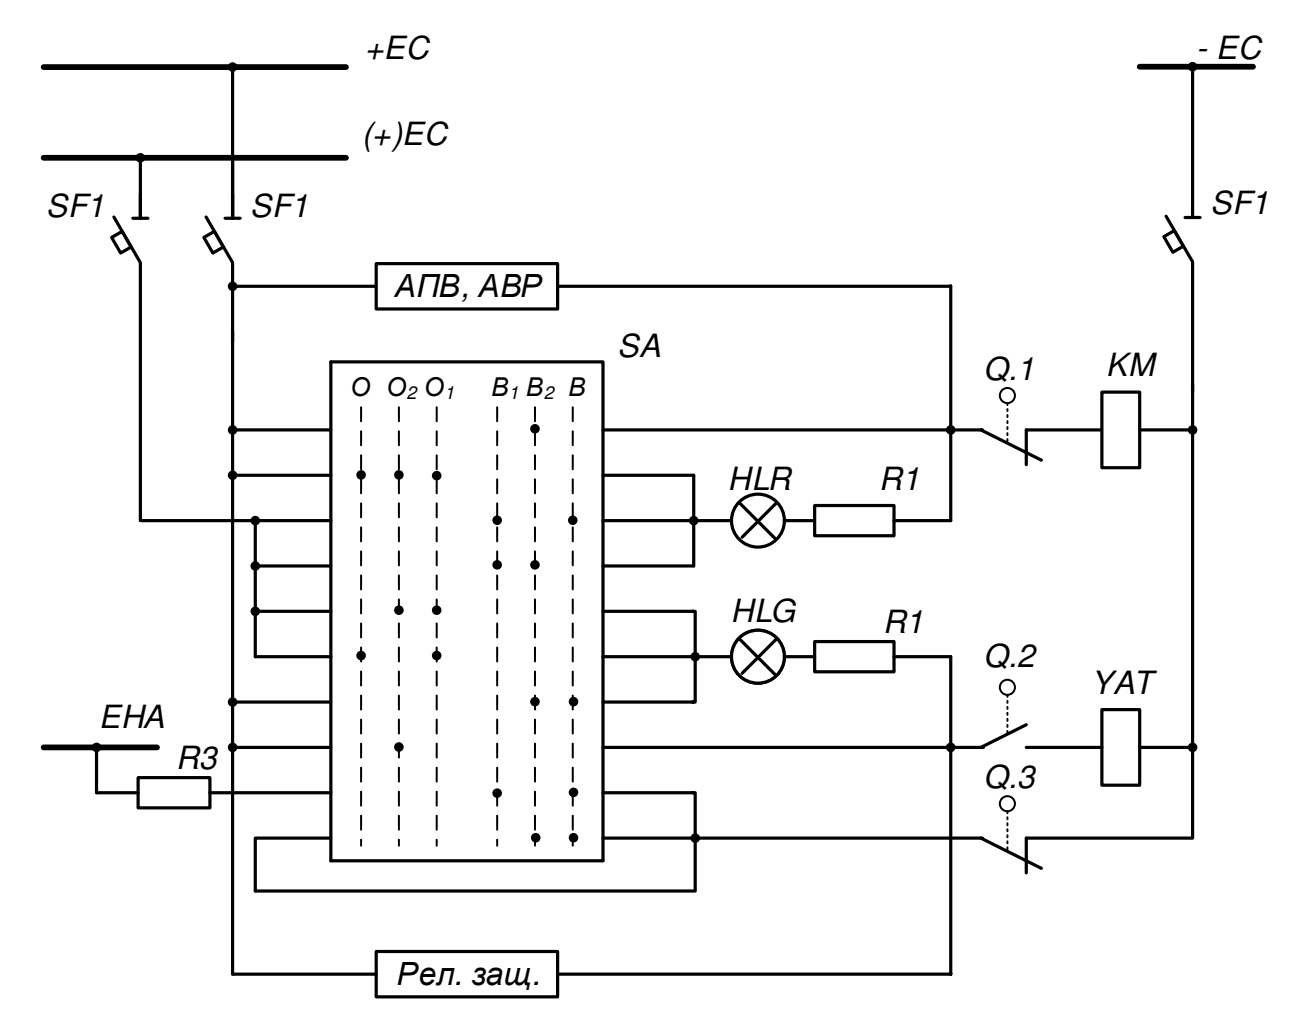 +EC
- EC
(+)EC
SF1
SF1
SF1
АПВ, АВР
SA
O O2 O1 B1 B2 B
Q.1
KM
HLR
R1
HLG
R1
Q.2
YAT
EHA
R3
Q.3
Рел. защ.